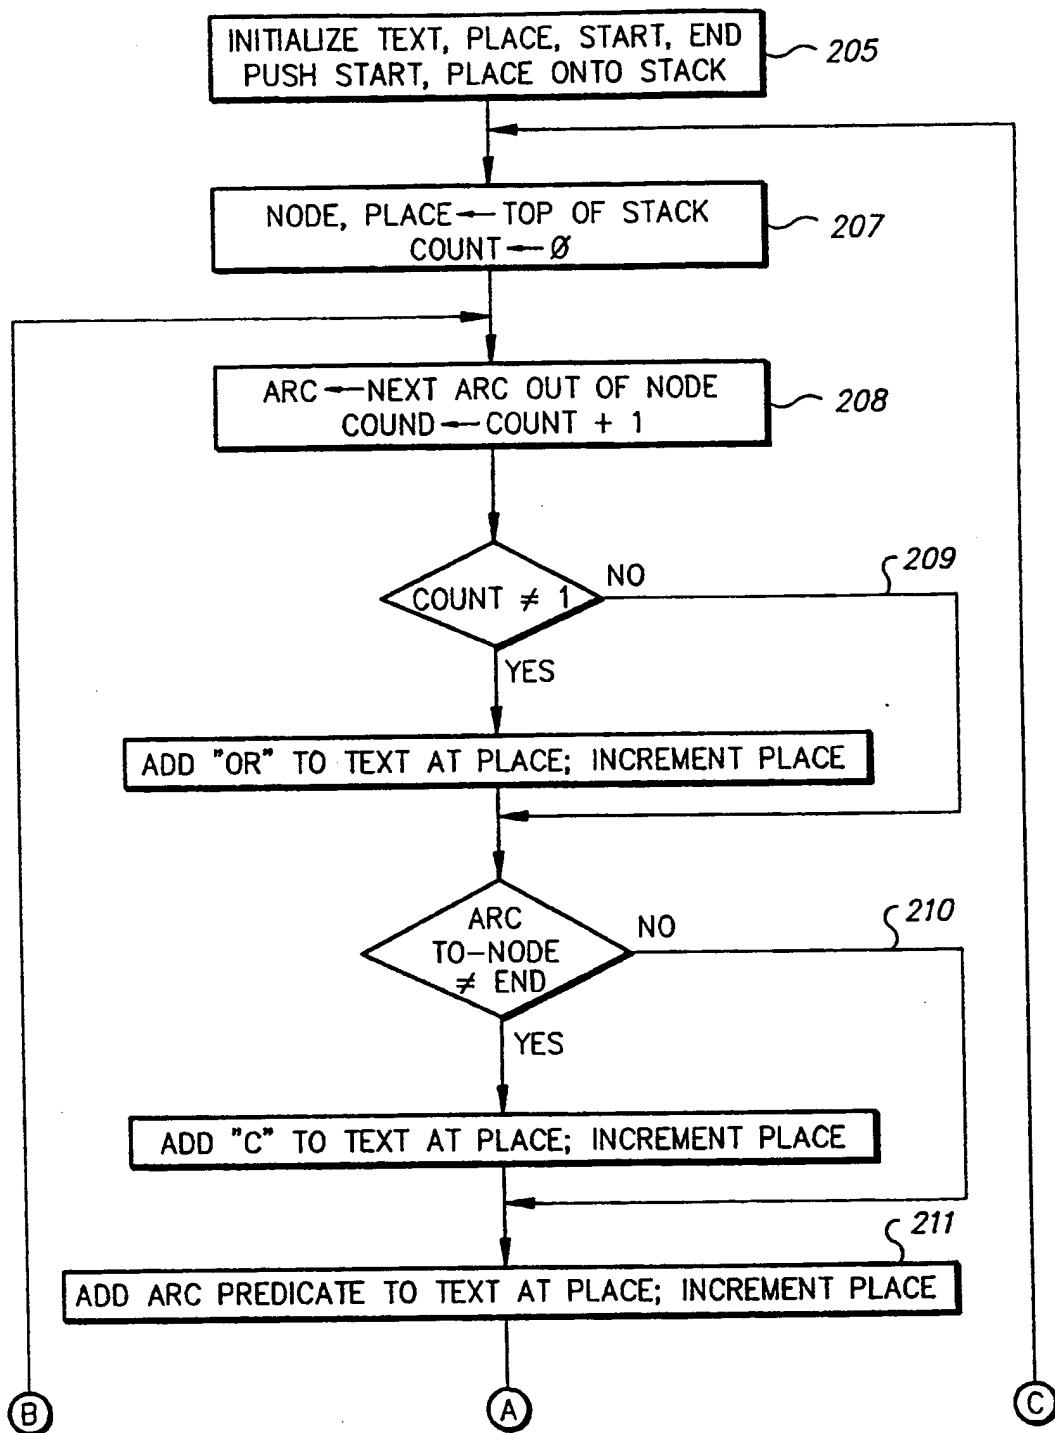 INITIALIZE TEXT, PLACE, START, END
PUSH START, PLACE ONTO STACK
205
NODE, PLACE←TOP OF STACK
COUNT←Ø
207
ARC←NEXT ARC OUT OF NODE
COUND←COUNT + 1
208
COUNT ≠ 1
NO
209
YES
ADD "OR" TO TEXT AT PLACE; INCREMENT PLACE
ARC
TO-NODE
≠ END
NO
210
YES
ADD "C" TO TEXT AT PLACE; INCREMENT PLACE
211
ADD ARC PREDICATE TO TEXT AT PLACE; INCREMENT PLACE
B
A
C